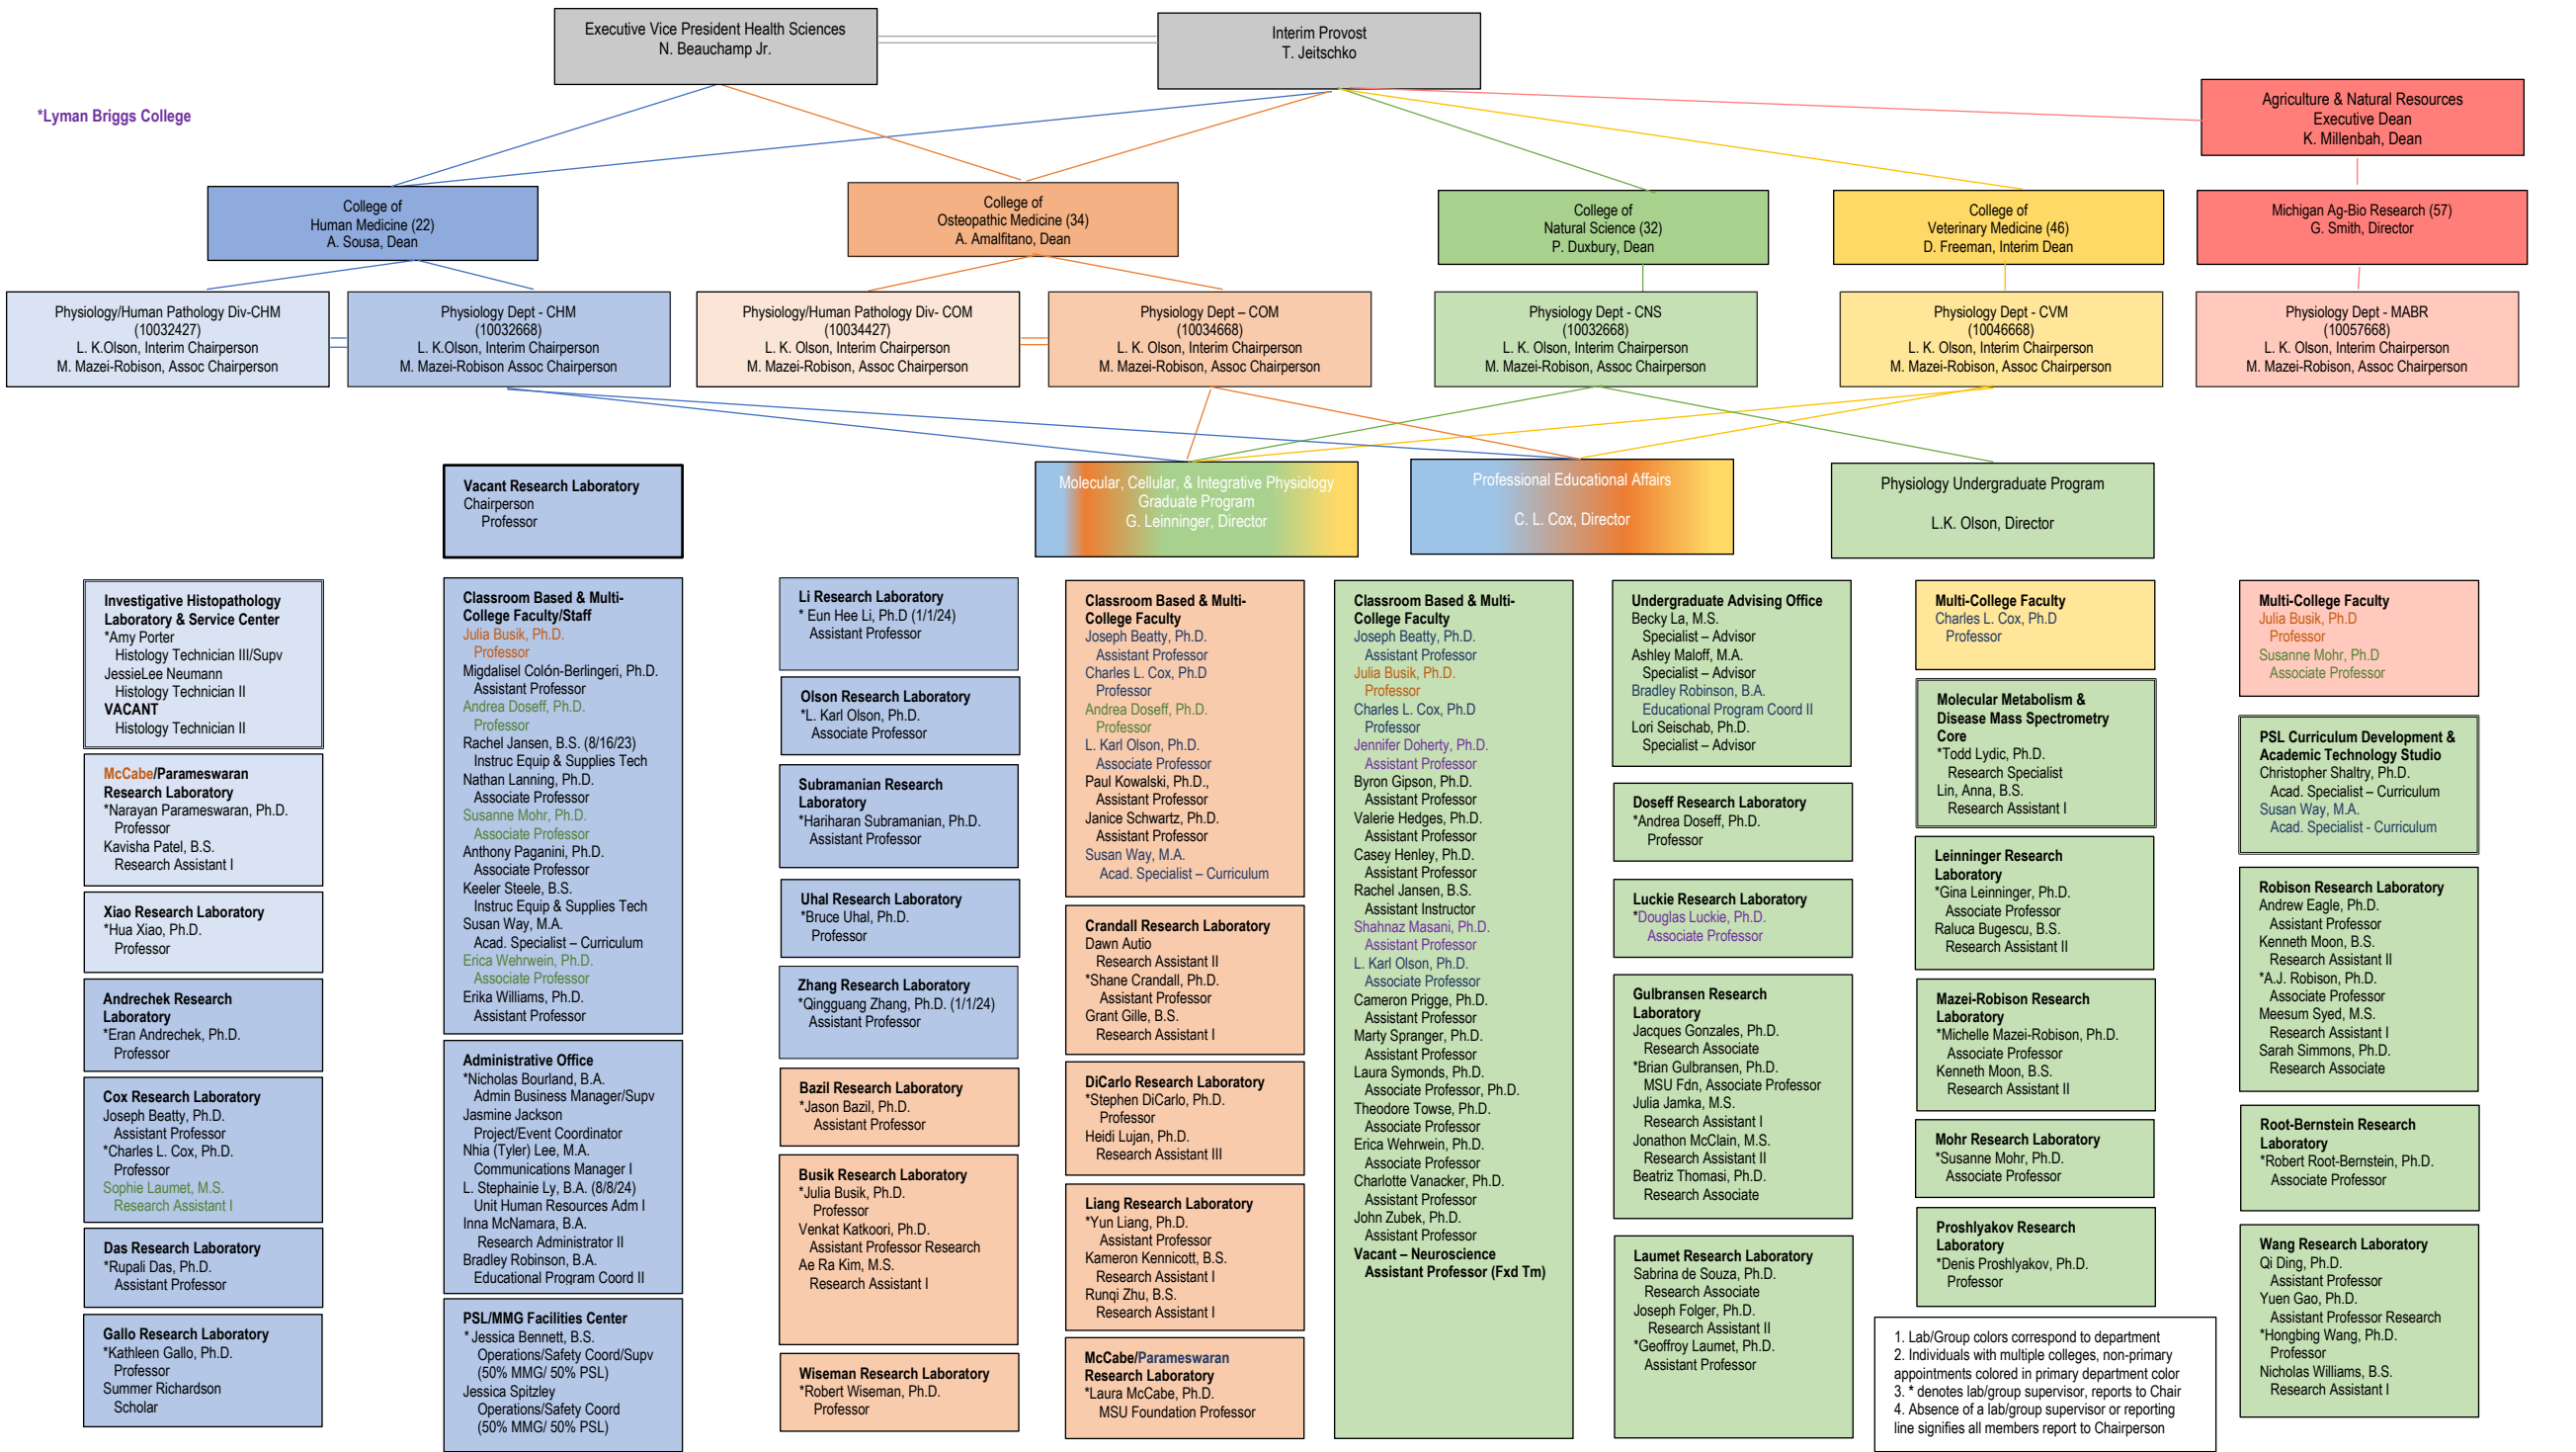 Executive Vice President Health Sciences
N. Beauchamp Jr.
Interim Provost
T. Jeitschko
*Lyman Briggs College
Agriculture & Natural Resources
Executive Dean
K. Millenbah, Dean
College of
Human Medicine (22)
A. Sousa, Dean
College of
Osteopathic Medicine (34)
A. Amalfitano, Dean
College of
Natural Science (32)
P. Duxbury, Dean
College of
Veterinary Medicine (46)
D. Freeman, Interim Dean
Michigan Ag-Bio Research (57)
G. Smith, Director
Physiology/Human Pathology Div-CHM
(10032427)
L. K.Olson, Interim Chairperson
M. Mazei-Robison, Assoc Chairperson
Physiology Dept - CHM
(10032668)
L. K.Olson, Interim Chairperson
M. Mazei-Robison Assoc Chairperson
Physiology/Human Pathology Div- COM
(10034427)
L. K. Olson, Interim Chairperson
M. Mazei-Robison, Assoc Chairperson
Physiology Dept – COM
(10034668)
L. K. Olson, Interim Chairperson
M. Mazei-Robison, Assoc Chairperson
Physiology Dept - CNS
(10032668)
L. K. Olson, Interim Chairperson
M. Mazei-Robison, Assoc Chairperson
Physiology Dept - CVM
(10046668)
L. K. Olson, Interim Chairperson
M. Mazei-Robison, Assoc Chairperson
Physiology Dept - MABR
(10057668)
L. K. Olson, Interim Chairperson
M. Mazei-Robison, Assoc Chairperson
Vacant Research Laboratory
Chairperson
Professor
Molecular, Cellular, & Integrative Physiology
Graduate Program
G. Leinninger, Director
Professional Educational Affairs
C. L. Cox, Director
Physiology Undergraduate Program
L.K. Olson, Director
Investigative Histopathology
Laboratory & Service Center
*Amy Porter
Histology Technician III/Supv
JessieLee Neumann
Histology Technician II
VACANT
Histology Technician II
McCabe/Parameswaran
Research Laboratory
*Narayan Parameswaran, Ph.D.
Professor
Kavisha Patel, B.S.
Research Assistant I
Xiao Research Laboratory
*Hua Xiao, Ph.D.
Professor
Andrechek Research
Laboratory
*Eran Andrechek, Ph.D.
Professor
Cox Research Laboratory
Joseph Beatty, Ph.D.
Assistant Professor
*Charles L. Cox, Ph.D.
Professor
Sophie Laumet, M.S.
Research Assistant I
Das Research Laboratory
*Rupali Das, Ph.D.
Assistant Professor
Gallo Research Laboratory
*Kathleen Gallo, Ph.D.
Professor
Summer Richardson
Scholar
Classroom Based & Multi-
College Faculty/Staff
Julia Busik, Ph.D.
Professor
Migdalisel Colón-Berlingeri, Ph.D.
Assistant Professor
Andrea Doseff, Ph.D.
Professor
Rachel Jansen, B.S. (8/16/23)
Instruc Equip & Supplies Tech
Nathan Lanning, Ph.D.
Associate Professor
Susanne Mohr, Ph.D.
Associate Professor
Anthony Paganini, Ph.D.
Associate Professor
Keeler Steele, B.S.
Instruc Equip & Supplies Tech
Susan Way, M.A.
Acad. Specialist – Curriculum
Erica Wehrwein, Ph.D.
Associate Professor
Erika Williams, Ph.D.
Assistant Professor
Administrative Office
*Nicholas Bourland, B.A.
Admin Business Manager/Supv
Jasmine Jackson
Project/Event Coordinator
Nhia (Tyler) Lee, M.A.
Communications Manager I
L. Stephainie Ly, B.A. (8/8/24)
Unit Human Resources Adm I
Inna McNamara, B.A.
Research Administrator II
Bradley Robinson, B.A.
Educational Program Coord II
PSL/MMG Facilities Center
* Jessica Bennett, B.S.
Operations/Safety Coord/Supv
(50% MMG/ 50% PSL)
Jessica Spitzley
Operations/Safety Coord
(50% MMG/ 50% PSL)
Li Research Laboratory
* Eun Hee Li, Ph.D (1/1/24)
Assistant Professor
Olson Research Laboratory
*L. Karl Olson, Ph.D.
Associate Professor
Subramanian Research
Laboratory
*Hariharan Subramanian, Ph.D.
Assistant Professor
Uhal Research Laboratory
*Bruce Uhal, Ph.D.
Professor
Zhang Research Laboratory
*Qingguang Zhang, Ph.D. (1/1/24)
Assistant Professor
Bazil Research Laboratory
*Jason Bazil, Ph.D.
Assistant Professor
Busik Research Laboratory
*Julia Busik, Ph.D.
Professor
Venkat Katkoori, Ph.D.
Assistant Professor Research
Ae Ra Kim, M.S.
Research Assistant I
Wiseman Research Laboratory
*Robert Wiseman, Ph.D.
Professor
Classroom Based & Multi-
College Faculty
Joseph Beatty, Ph.D.
Assistant Professor
Charles L. Cox, Ph.D
Professor
Andrea Doseff, Ph.D.
Professor
L. Karl Olson, Ph.D.
Associate Professor
Paul Kowalski, Ph.D.,
Assistant Professor
Janice Schwartz, Ph.D.
Assistant Professor
Susan Way, M.A.
Acad. Specialist – Curriculum
Crandall Research Laboratory
Dawn Autio
Research Assistant II
*Shane Crandall, Ph.D.
Assistant Professor
Grant Gille, B.S.
Research Assistant I
DiCarlo Research Laboratory
*Stephen DiCarlo, Ph.D.
Professor
Heidi Lujan, Ph.D.
Research Assistant III
Liang Research Laboratory
*Yun Liang, Ph.D.
Assistant Professor
Kameron Kennicott, B.S.
Research Assistant I
Runqi Zhu, B.S.
Research Assistant I
McCabe/Parameswaran
Research Laboratory
*Laura McCabe, Ph.D.
MSU Foundation Professor
Classroom Based & Multi-
College Faculty
Joseph Beatty, Ph.D.
Assistant Professor
Julia Busik, Ph.D.
Professor
Charles L. Cox, Ph.D
Professor
Jennifer Doherty, Ph.D.
Assistant Professor
Byron Gipson, Ph.D.
Assistant Professor
Valerie Hedges, Ph.D.
Assistant Professor
Casey Henley, Ph.D.
Assistant Professor
Rachel Jansen, B.S.
Assistant Instructor
Shahnaz Masani, Ph.D.
Assistant Professor
L. Karl Olson, Ph.D.
Associate Professor
Cameron Prigge, Ph.D.
Assistant Professor
Marty Spranger, Ph.D.
Assistant Professor
Laura Symonds, Ph.D.
Associate Professor, Ph.D.
Theodore Towse, Ph.D.
Associate Professor
Erica Wehrwein, Ph.D.
Associate Professor
Charlotte Vanacker, Ph.D.
Assistant Professor
John Zubek, Ph.D.
Assistant Professor
Vacant – Neuroscience
Assistant Professor (Fxd Tm)
Undergraduate Advising Office
Becky La, M.S.
Specialist – Advisor
Ashley Maloff, M.A.
Specialist – Advisor
Bradley Robinson, B.A.
Educational Program Coord II
Lori Seischab, Ph.D.
Specialist – Advisor
Doseff Research Laboratory
*Andrea Doseff, Ph.D.
Professor
Luckie Research Laboratory
*Douglas Luckie, Ph.D.
Associate Professor
Gulbransen Research
Laboratory
Jacques Gonzales, Ph.D.
Research Associate
*Brian Gulbransen, Ph.D.
MSU Fdn, Associate Professor
Julia Jamka, M.S.
Research Assistant I
Jonathon McClain, M.S.
Research Assistant II
Beatriz Thomasi, Ph.D.
Research Associate
Laumet Research Laboratory
Sabrina de Souza, Ph.D.
Research Associate
Joseph Folger, Ph.D.
Research Assistant II
*Geoffroy Laumet, Ph.D.
Assistant Professor
Multi-College Faculty
Charles L. Cox, Ph.D
Professor
Molecular Metabolism &
Disease Mass Spectrometry
Core
*Todd Lydic, Ph.D.
Research Specialist
Lin, Anna, B.S.
Research Assistant I
Leinninger Research
Laboratory
*Gina Leinninger, Ph.D.
Associate Professor
Raluca Bugescu, B.S.
Research Assistant II
Mazei-Robison Research
Laboratory
*Michelle Mazei-Robison, Ph.D.
Associate Professor
Kenneth Moon, B.S.
Research Assistant II
Mohr Research Laboratory
*Susanne Mohr, Ph.D.
Associate Professor
Proshlyakov Research
Laboratory
*Denis Proshlyakov, Ph.D.
Professor
1. Lab/Group colors correspond to department
2. Individuals with multiple colleges, non-primary
appointments colored in primary department color
3. * denotes lab/group supervisor, reports to Chair
4. Absence of a lab/group supervisor or reporting
line signifies all members report to Chairperson
Multi-College Faculty
Julia Busik, Ph.D
Professor
Susanne Mohr, Ph.D
Associate Professor
PSL Curriculum Development &
Academic Technology Studio
Christopher Shaltry, Ph.D.
Acad. Specialist – Curriculum
Susan Way, M.A.
Acad. Specialist - Curriculum
Robison Research Laboratory
Andrew Eagle, Ph.D.
Assistant Professor
Kenneth Moon, B.S.
Research Assistant II
*A.J. Robison, Ph.D.
Associate Professor
Meesum Syed, M.S.
Research Assistant I
Sarah Simmons, Ph.D.
Research Associate
Root-Bernstein Research
Laboratory
*Robert Root-Bernstein, Ph.D.
Associate Professor
Wang Research Laboratory
Qi Ding, Ph.D.
Assistant Professor
Yuen Gao, Ph.D.
Assistant Professor Research
*Hongbing Wang, Ph.D.
Professor
Nicholas Williams, B.S.
Research Assistant I